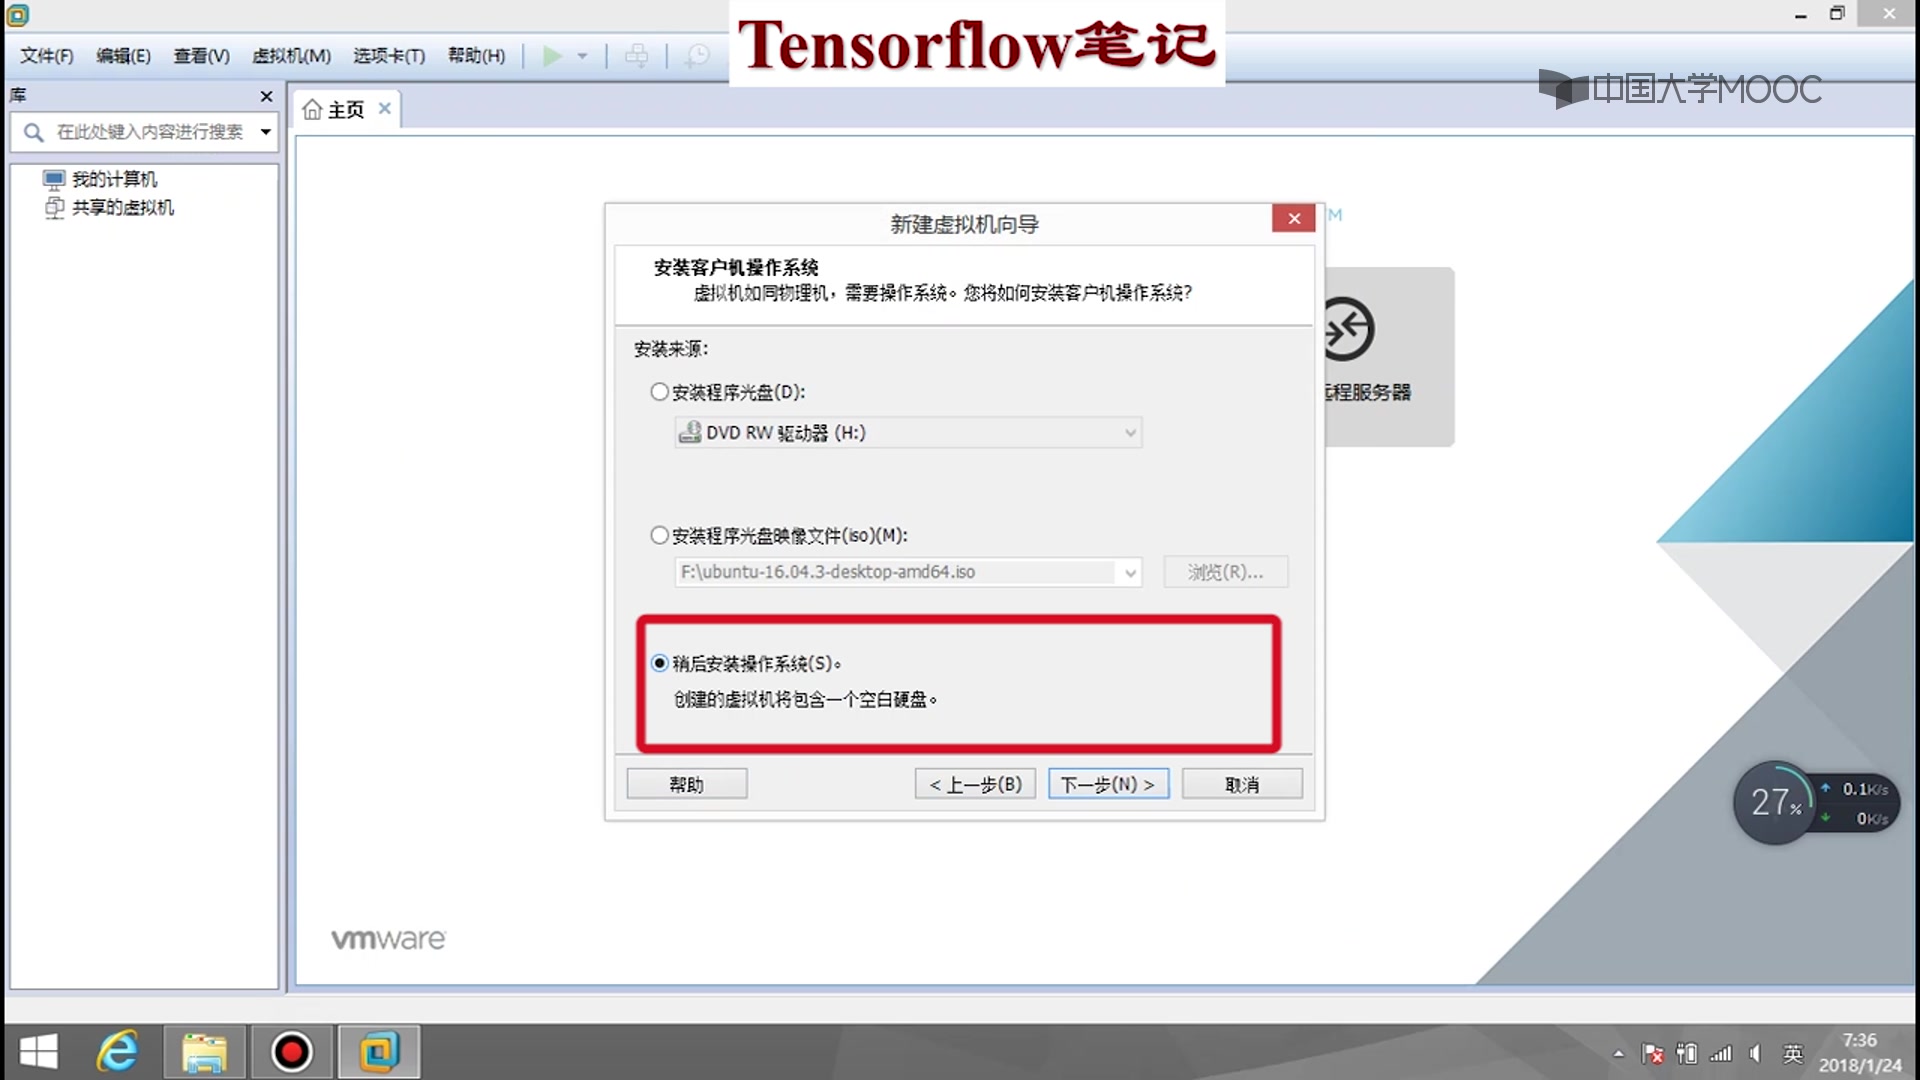 Tensorflow笔记
中国大学MOOC
文件(F) 编辑(E) 查看(V) 虚拟机(M) 选项卡(T) 帮助(H)
库
主页
在此处键入内容进行搜索
我的计算机
共享的虚拟机
TM
新建虚拟机向导
安装客户机操作系统
虚拟机如同物理机，需要操作系统。您将如何安装客户机操作系统?
安装来源:
安装程序光盘(D):
DVD RW 驱动器 (H:)
程服务器
安装程序光盘映像文件(iso)(M):
F:\ubuntu-16.04.3-desktop-amd64.iso
浏览(R)...
稍后安装操作系统(S)。
创建的虚拟机将包含一个空白硬盘。
帮助 < 上一步(B) 下一步(N) > 取消
27%
0.1K/s
0K/s
vmware
英
7:36
2018/1/24